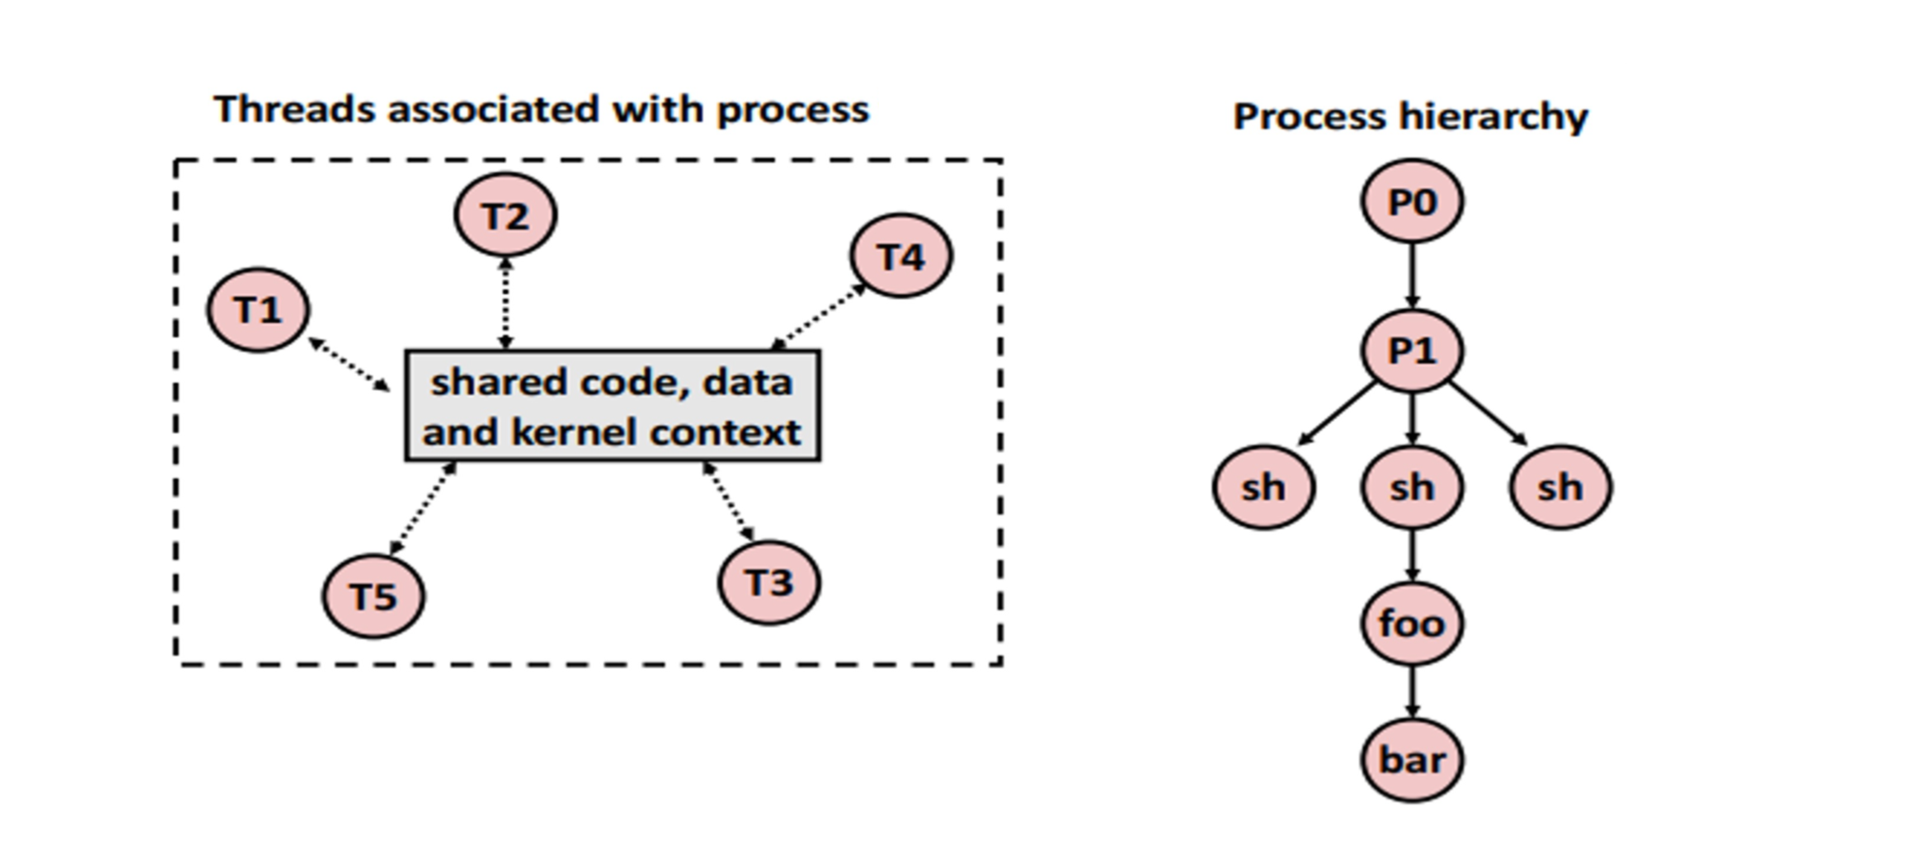 Threads associated with process
T1
T2
T4
shared code, data
and kernel context
T5
T3
Process hierarchy
P0
P1
sh
sh
sh
foo
bar